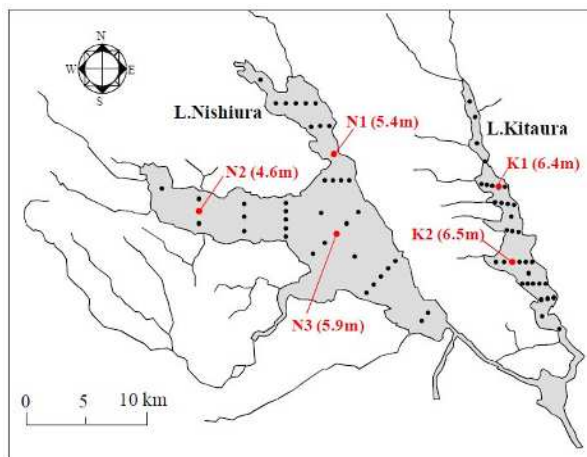 N
W E
S
L.Nishiura
N1 (5.4m)
L.Kitaura
K1 (6.4m)
N2 (4.6m)
K2 (6.5m)
N3 (5.9m)
0 5 10 km